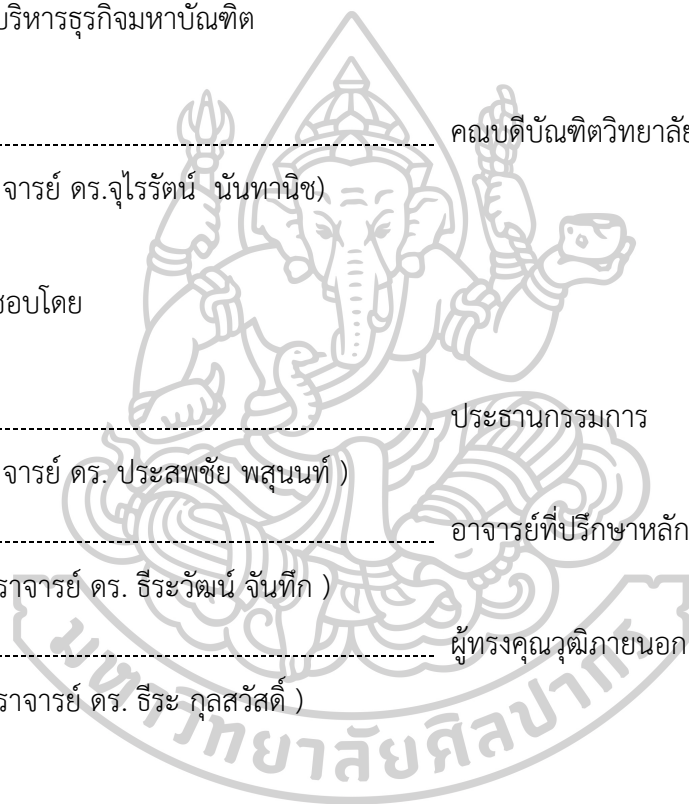 บริหารธุรกิจมหาบัณฑิต
คณบดีบัณฑิตวิทยาลัย
จารย์ ดร.จุไรรัตน์ นันทานิช)
สอบโดย
ประธานกรรมการ
จารย์ ดร. ประสพชัย พสุนนท์ )
อาจารย์ที่ปรึกษาหลัก
ราจารย์ ดร. ธีระวัฒน์ จันทึก )
ผู้ทรงคุณวุฒิภายนอก
ราจารย์ ดร. ธีระ กุลสวัสดิ์ )
มหาวิทยาลัยศิลปากร